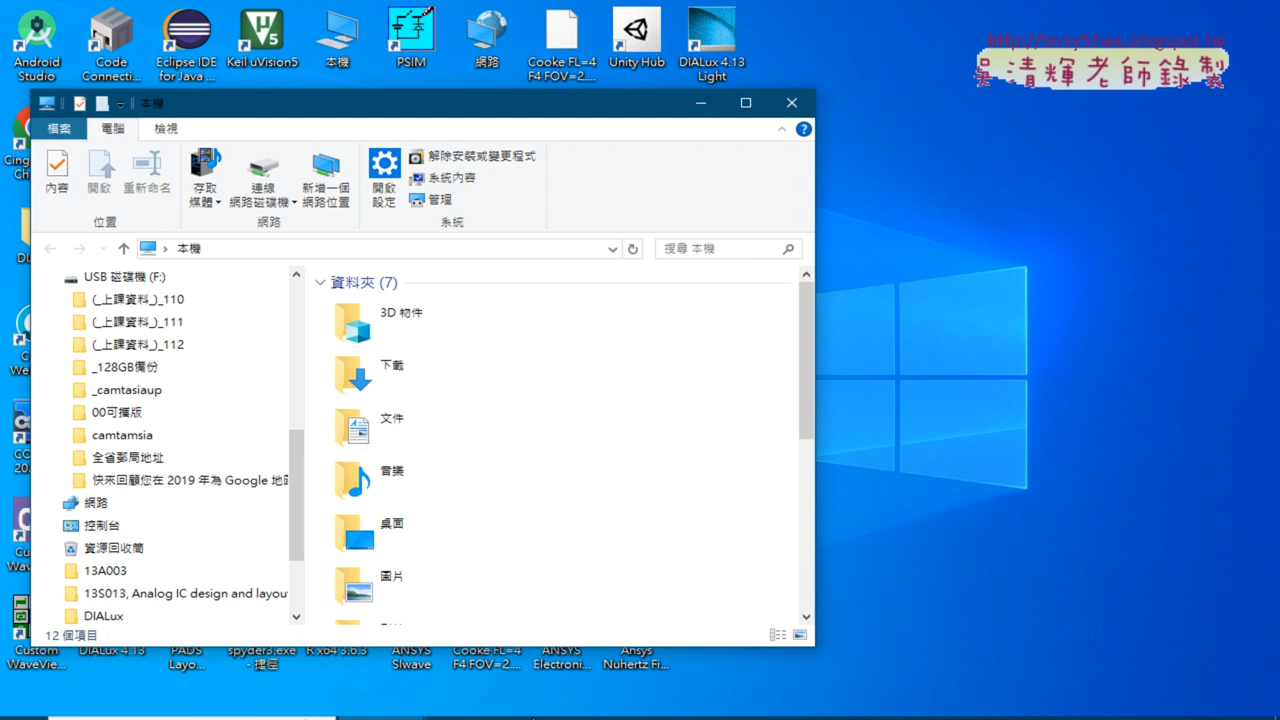 Android
Studio
Code
Connecti...
Eclipse IDE
for Java ...
Keil uVision5
本機
PSIM
網路
Cooke FL=4
F4 FOV=2....
Unity Hub
DIALux 4.13
Light
http://terry55wu.blogspot.tw
吳清輝老師錄製
本機
檔案
電腦
檢視
內容
開啟
重新命名
存取
媒體
連線
網路磁碟機
新增一個
網路位置
開啟
設定
解除安裝或變更程式
系統內容
管理
位置
網路
系統
本機
搜尋 本機
USB 磁碟機 (F:)
(_上課資料_)_110
(_上課資料_)_111
(_上課資料_)_112
_128GB備份
_camtasiaup
00可攜版
camtamsia
全省郵局地址
快來回顧您在 2019 年為 Google 地圖
網路
控制台
資源回收筒
13A003
13S013, Analog IC design and layou
DIALux
資料夾 (7)
3D 物件
下載
文件
音樂
桌面
圖片
12 個項目
Custom
WaveVie...
DIALux 4.13
PADS
Layo...
spyder3.exe
- 捷徑
R x64 3.6.3
ANSYS
SIwave
Cooke FL=4
F4 FOV=2....
ANSYS
Electroni...
Ansys
Nuhertz Fi...